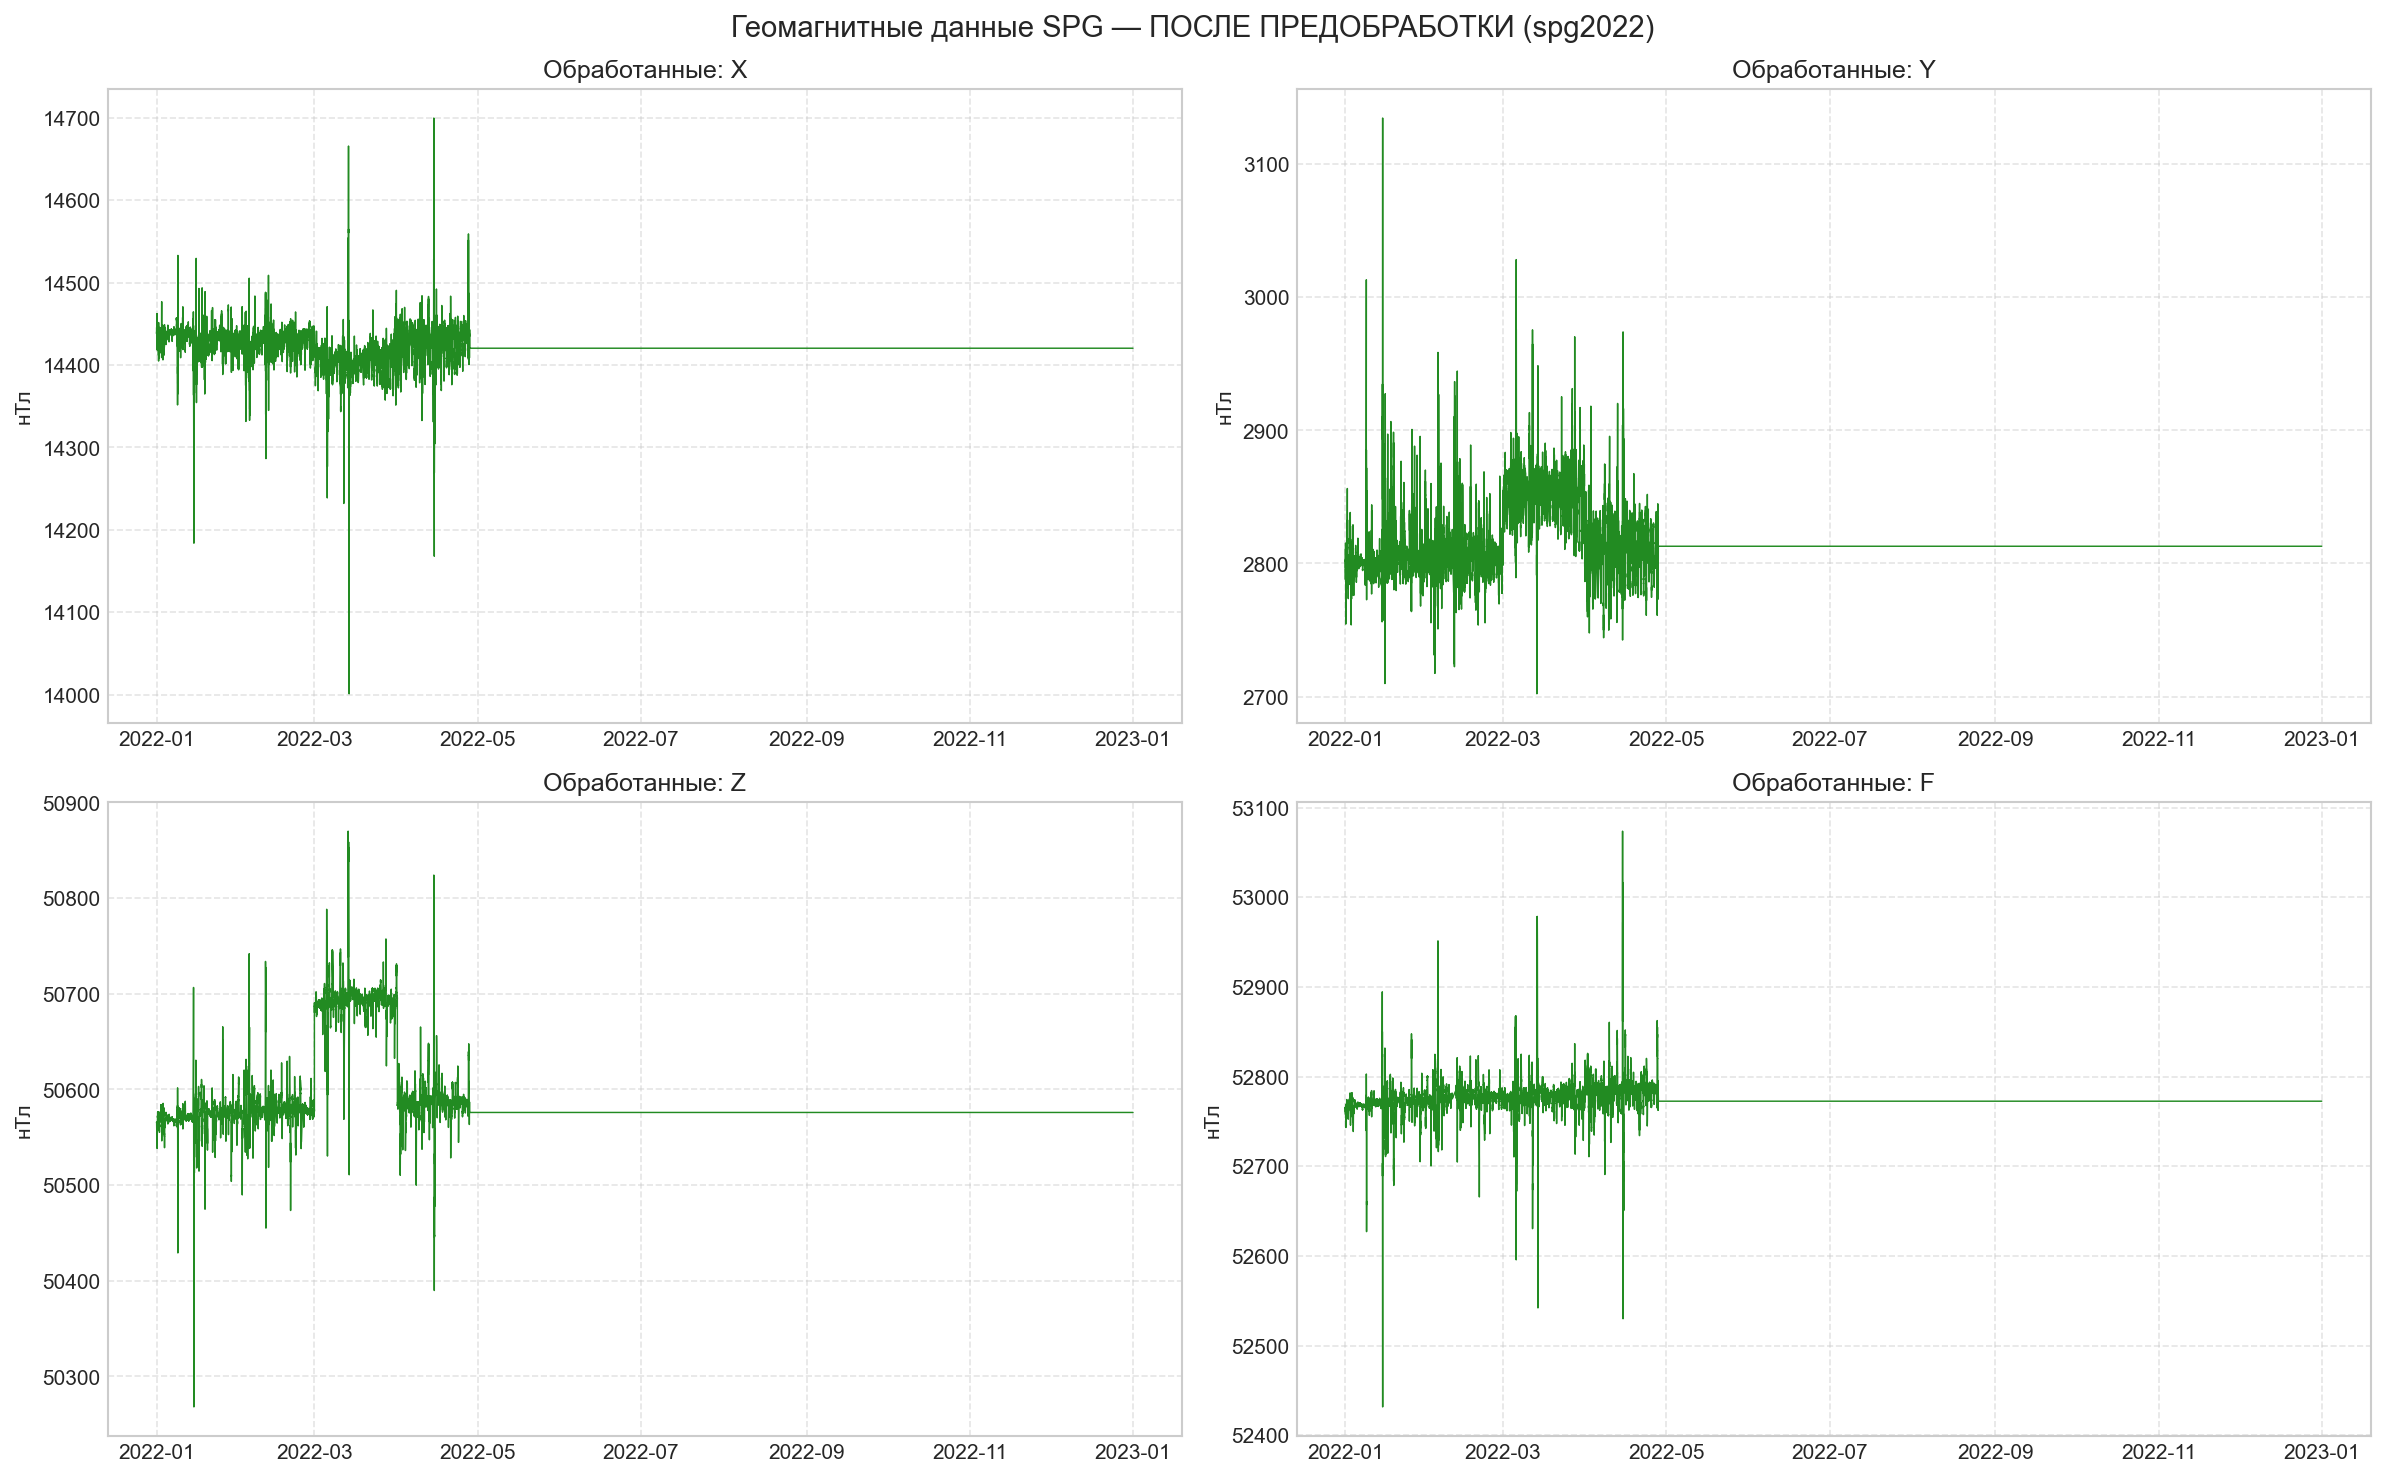 Геомагнитные данные SPG — ПОСЛЕ ПРЕДОБРАБОТКИ (spg2022)
Обработанные: X
14700
14600
14500
14400
14300
14200
14100
14000
нТл
2022-01 2022-03 2022-05 2022-07 2022-09 2022-11 2023-01
Обработанные: Y
3100
3000
2900
2800
2700
нТл
2022-01 2022-03 2022-05 2022-07 2022-09 2022-11 2023-01
Обработанные: Z
50900
50800
50700
50600
50500
50400
50300
нТл
2022-01 2022-03 2022-05 2022-07 2022-09 2022-11 2023-01
Обработанные: F
53100
53000
52900
52800
52700
52600
52500
52400
нТл
2022-01 2022-03 2022-05 2022-07 2022-09 2022-11 2023-01